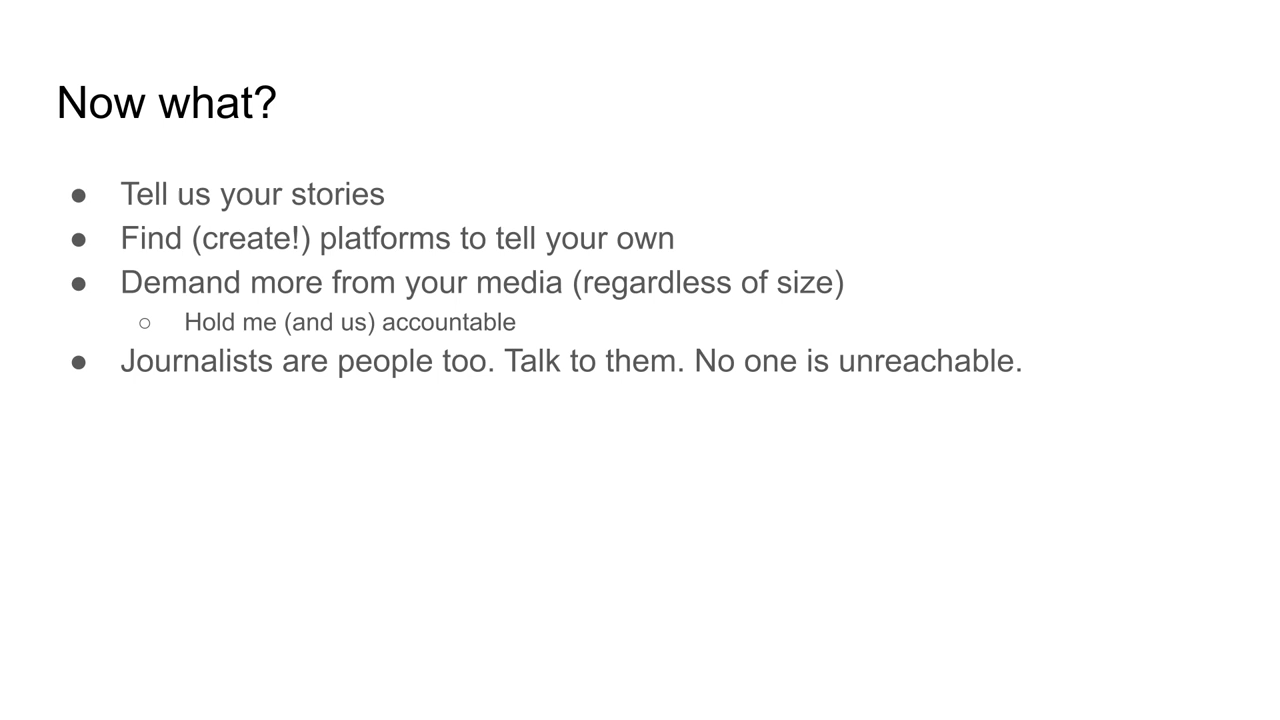 Now what?
● Tell us your stories
● Find (create!) platforms to tell your own
● Demand more from your media (regardless of size)
○ Hold me (and us) accountable
● Journalists are people too. Talk to them. No one is unreachable.